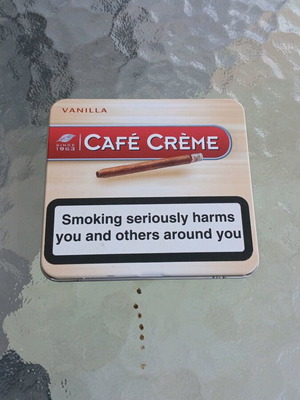 VANILLA
SINCE
1963
CAFÉ CRÈME
Smoking seriously harms
you and others around you